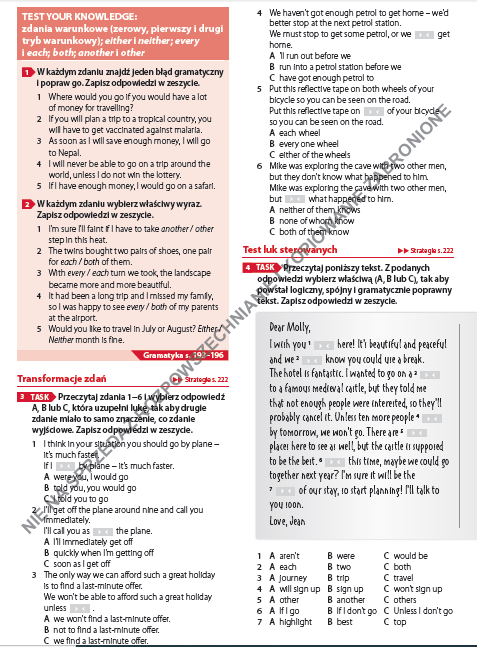 TEST YOUR KNOWLEDGE:
zdania warunkowe (zerowy, pierwszy i drugi
tryb warunkowy); either i neither; every
i each; both; another i other
1 W każdym zdaniu znajdź jeden błąd gramatyczny
i popraw go. Zapisz odpowiedzi w zeszycie.
1 Where would you go if you would have a lot
of money for travelling?
2 If you will plan a trip to a tropical country, you
will have to get vaccinated against malaria.
3 As soon as I will save enough money, I will go
to Nepal.
4 I will never be able to go on a trip around the
world, unless I do not win the lottery.
5 If I have enough money, I would go on a safari.
2 W każdym zdaniu wybierz właściwy wyraz.
Zapisz odpowiedzi w zeszycie.
1 I'm sure I'll faint if I have to take another / other
step in this heat.
2 The twins bought two pairs of shoes, one pair
for each / both of them.
3 With every / each turn we took, the landscape
became more and more beautiful.
4 It had been a long trip and I missed my family,
so I was happy to see every / both of my parents
at the airport.
5 Would you like to travel in July or August? Either /
Neither month is fine.
Gramatyka s. 193–196
Transformacje zdań
Strategie s. 222
3 TASK Przeczytaj zdania 1–6 i wybierz odpowiedź
A, B lub C, która uzupełni lukę, tak aby drugie
zdanie miało to samo znaczenie, co zdanie
wyjściowe. Zapisz odpowiedzi w zeszycie.
1 I think in your situation you should go by plane –
it's much faster.
If I by plane – it's much faster.
A were you, I would go
B told you, you would go
C I told you to go
2 I'll get off the plane around nine and call you
immediately.
I'll call you as the plane.
A I'll immediately get off
B quickly when I'm getting off
C soon as I get off
3 The only way we can afford such a great holiday
is to find a last-minute offer.
We won't be able to afford such a great holiday
unless .
A we won't find a last-minute offer.
B not to find a last-minute offer.
C we find a last-minute offer.
4 We haven't got enough petrol to get home – we'd
better stop at the next petrol station.
We must stop to get some petrol, or we get
home.
A 'll run out before we
B run into a petrol station before we
C have got enough petrol to
5 Put this reflective tape on both wheels of your
bicycle so you can be seen on the road.
Put this reflective tape on of your bicycle
so you can be seen on the road.
A each wheel
B every one wheel
C either of the wheels
6 Mike was exploring the cave with two other men,
but they don't know what happened to him.
Mike was exploring the cave with two other men,
but what happened to him.
A neither of them knows
B none of whom know
C both of them know
Test luk sterowanych
Strategie s. 222
4 TASK Przeczytaj poniższy tekst. Z podanych
odpowiedzi wybierz właściwą (A, B lub C), tak aby
powstał logiczny, spójny i gramatycznie poprawny
tekst. Zapisz odpowiedzi w zeszycie.
Dear Molly,
I wish you 1 here! It's beautiful and peaceful
and we 2 know you could use a break.
The hotel is fantastic. I wanted to go on a 3
to a famous medieval castle, but they told me
that not enough people were interested, so they'll
probably cancel it. Unless ten more people 4
by tomorrow, we won't go. There are 5
places here to see as well, but the castle is supposed
to be the best. 6 this time, maybe we could go
together next year? I'm sure it will be the
7 of our stay, so start planning! I'll talk to
you soon.
Love, Jean
1 A aren't B were C would be
2 A each B two C both
3 A journey B trip C travel
4 A will sign up B sign up C won't sign up
5 A other B another C others
6 A If I go B If I don't go C Unless I don't go
7 A highlight B best C top
NIE NA SPRZEDAŻ ROZPOWSZECHNIANIE I KOPIOWANIE ZABRONIONE